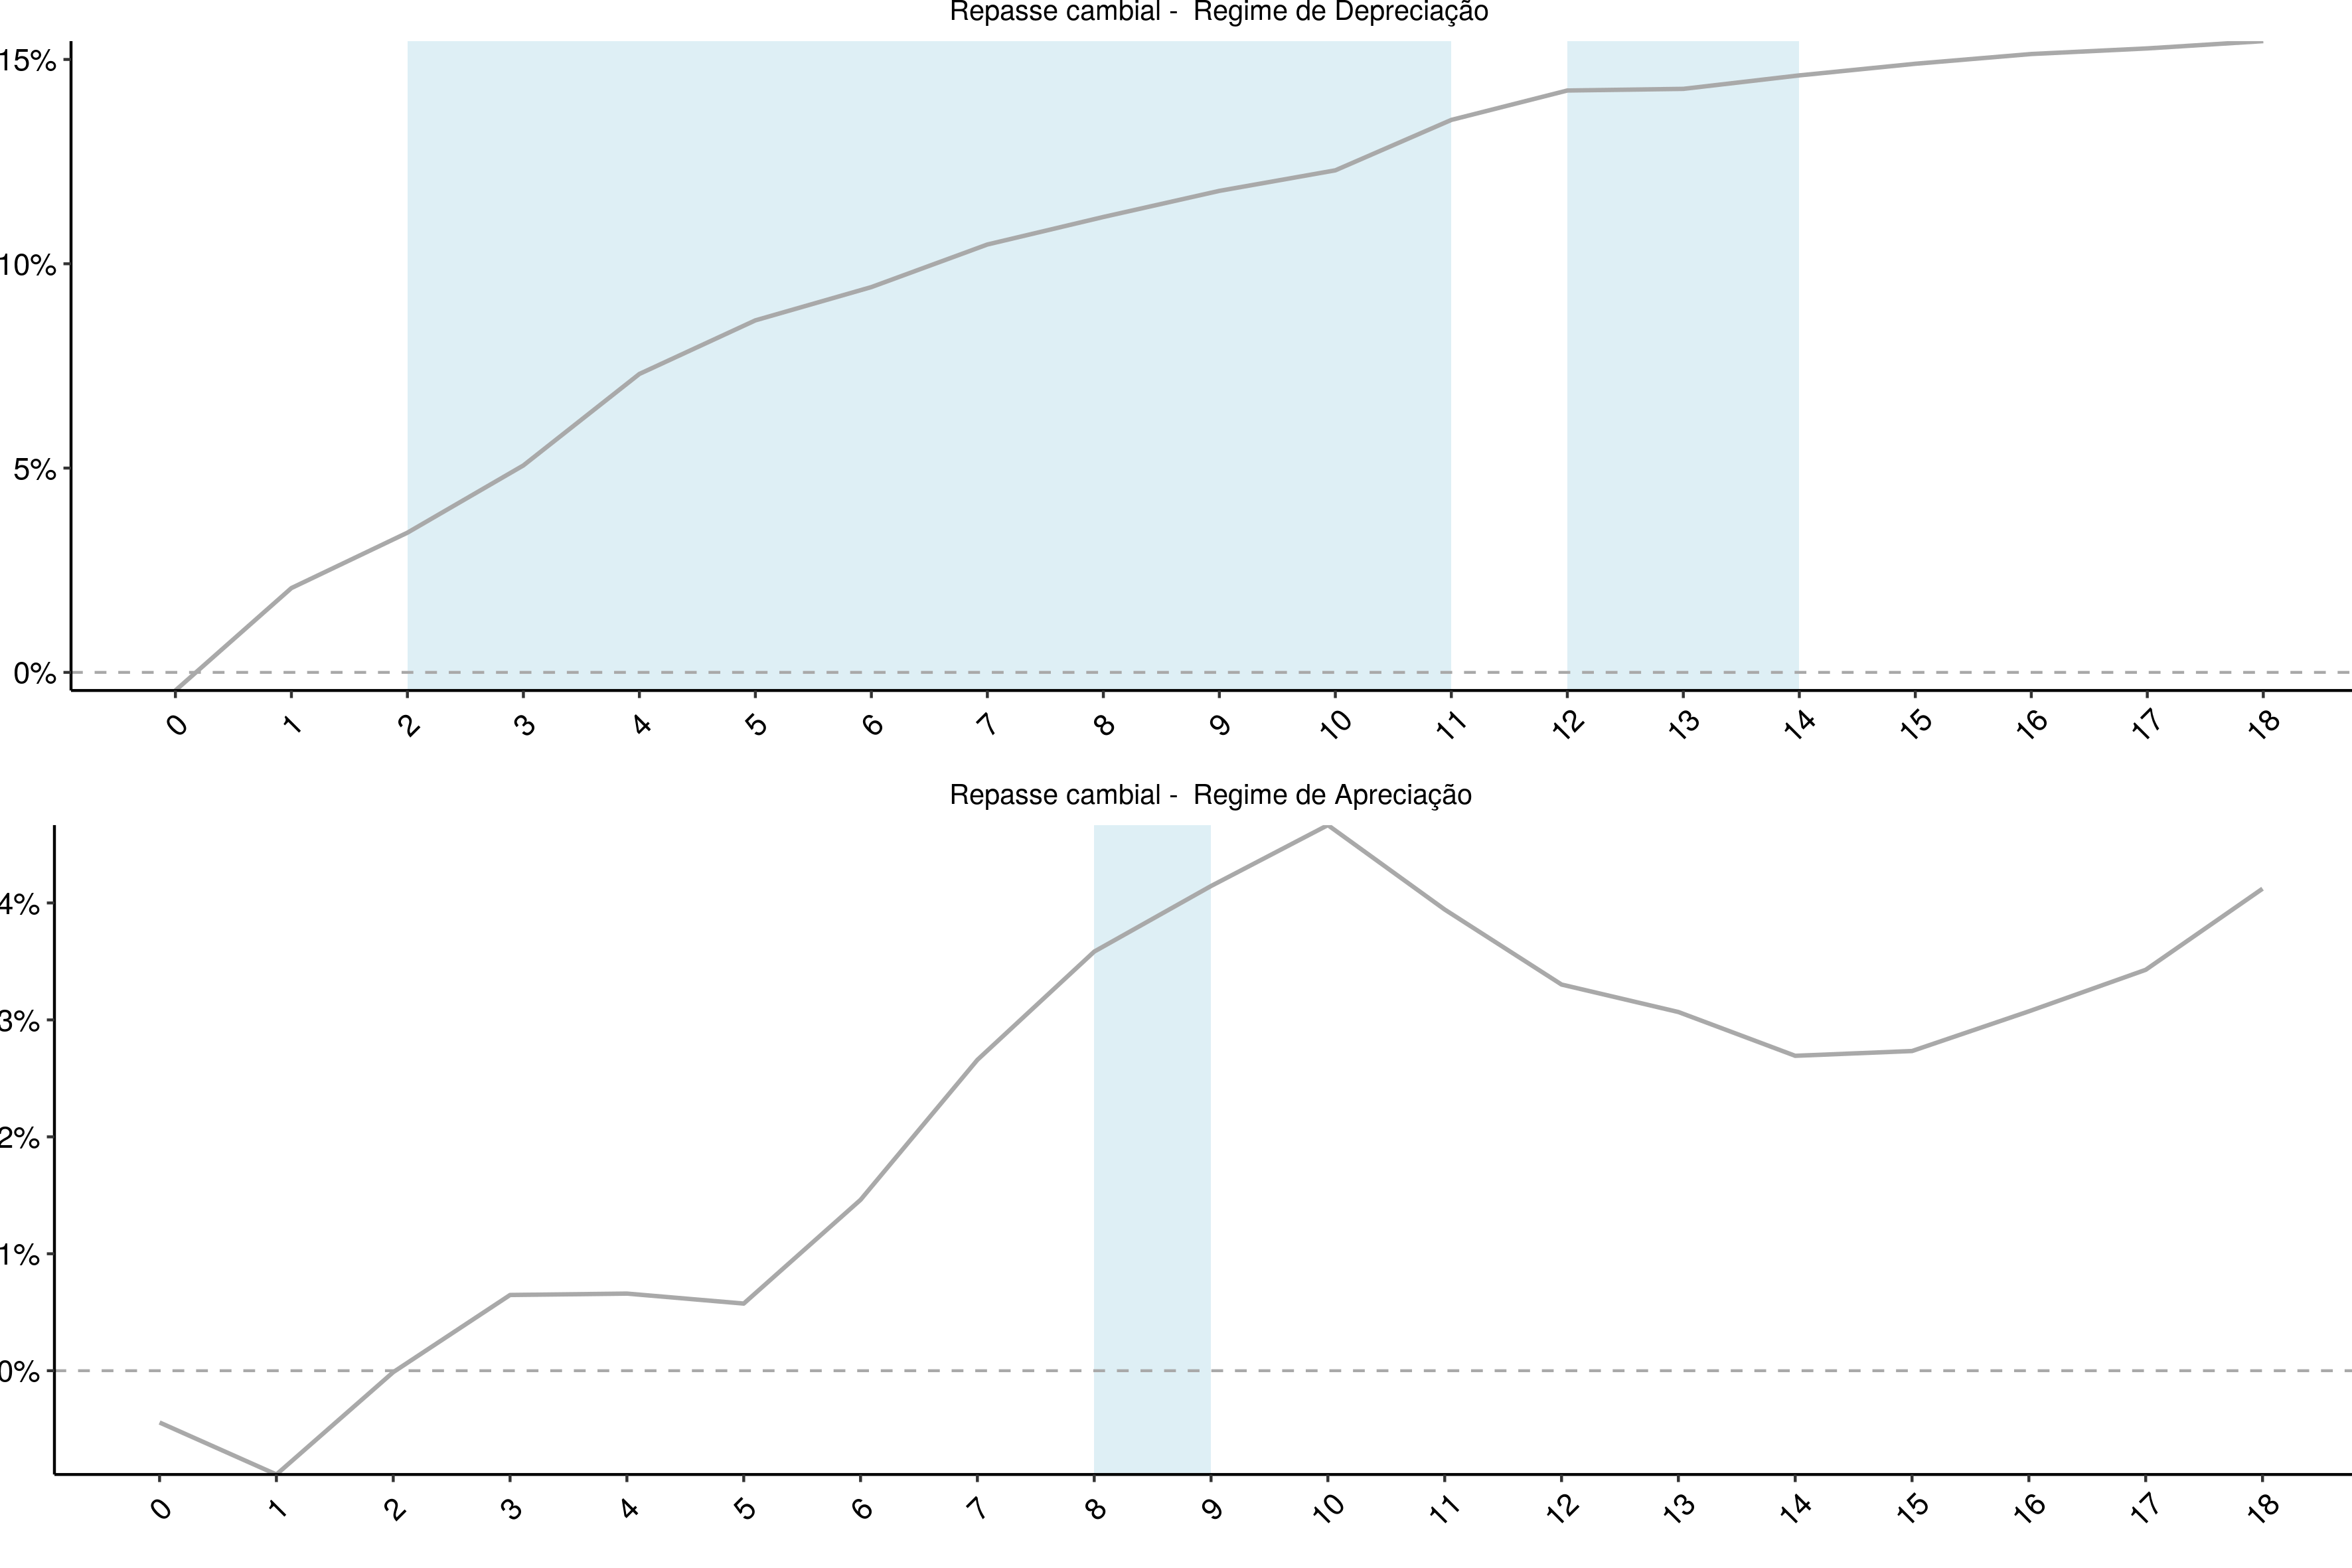 Repasse cambial - Regime de Depreciação
15%
10%
5%
0%
0 1 2 3 4 5 6 7 8 9 10 11 12 13 14 15 16 17 18
Repasse cambial - Regime de Apreciação
4%
3%
2%
1%
0%
0 1 2 3 4 5 6 7 8 9 10 11 12 13 14 15 16 17 18